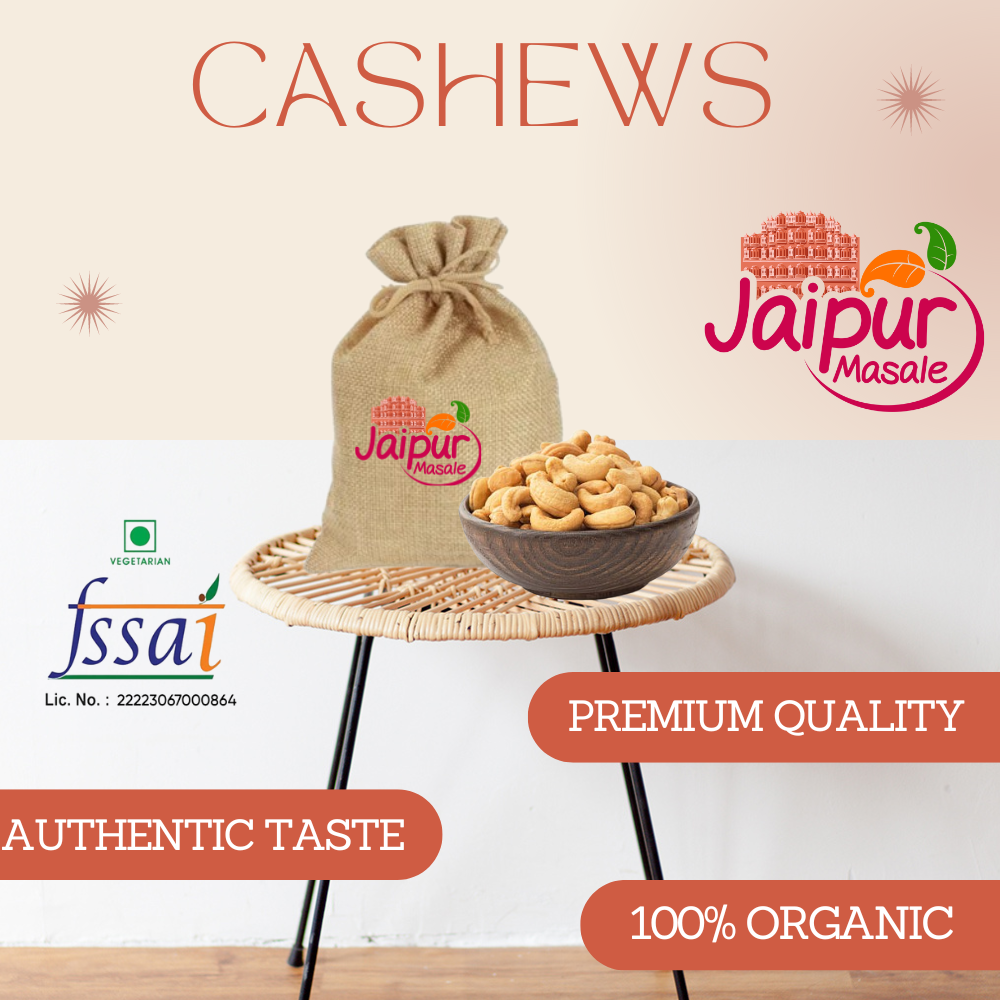 CASHEWS
Jaipur
Masale
Jaipur
Masale
VEGETARIAN
fssai
Lic. No. : 22223067000864
PREMIUM QUALITY
AUTHENTIC TASTE
100% ORGANIC